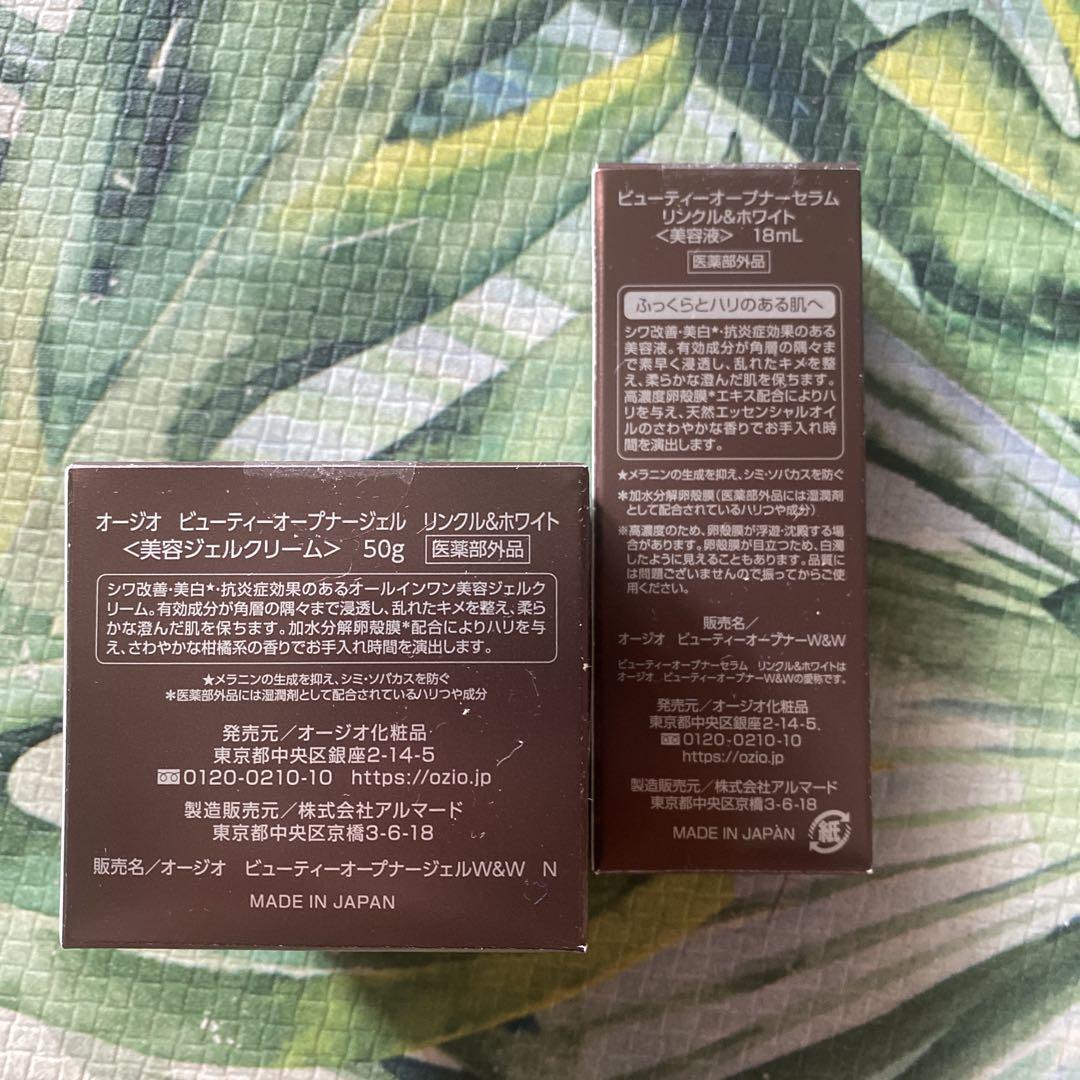 オージオ ビューティーオープナージェル リンクル&ホワイト
<美容ジェルクリーム> 50g 医薬部外品
シワ改善・美白★・抗炎症効果のあるオールインワン美容ジェルク
リーム。有効成分が角層の隅々まで浸透し、乱れたキメを整え、柔ら
かな澄んだ肌を保ちます。加水分解卵殻膜*配合によりハリを与
え、さわやかな柑橘系の香りでお手入れ時間を演出します。
★メラニンの生成を抑え、シミ・ソバカスを防ぐ
*医薬部外品には湿潤剤として配合されているハリつや成分
発売元/オージオ化粧品
東京都中央区銀座2-14-5
0120-0210-10 https://ozio.jp
製造販売元/株式会社アルマード
東京都中央区京橋3-6-18
販売名/オージオ ビューティーオープナージェルW&W N
MADE IN JAPAN
ビューティーオープナーセラム
リンクル&ホワイト
<美容液> 18mL
医薬部外品
ふっくらとハリのある肌へ
シワ改善・美白★・抗炎症効果のある
美容液。有効成分が角層の隅々ま
で素早く浸透し、乱れたキメを整
え、柔らかな澄んだ肌を保ちます。
高濃度卵殻膜*エキス配合によりハ
リを与え、天然エッセンシャルオイ
ルのさわやかな香りでお手入れ時
間を演出します。
★メラニンの生成を抑え、シミ・ソバカスを防ぐ
*加水分解卵殻膜(医薬部外品には湿潤剤
として配合されているハリつや成分)
※高濃度のため、卵殻膜が浮遊・沈殿する場
合があります。卵殻膜が目立つため、白濁
したように見えることもあります。品質に
は問題ございませんので振ってからご使
用ください。
販売名/
オージオ ビューティーオープナーW&W
ビューティーオープナーセラム リンクル&ホワイトは
オージオ ビューティーオープナーW&Wの愛称です。
発売元/オージオ化粧品
東京都中央区銀座2-14-5
0120-0210-10
https://ozio.jp
製造販売元/株式会社アルマード
東京都中央区京橋3-6-18
MADE IN JAPAN 紙